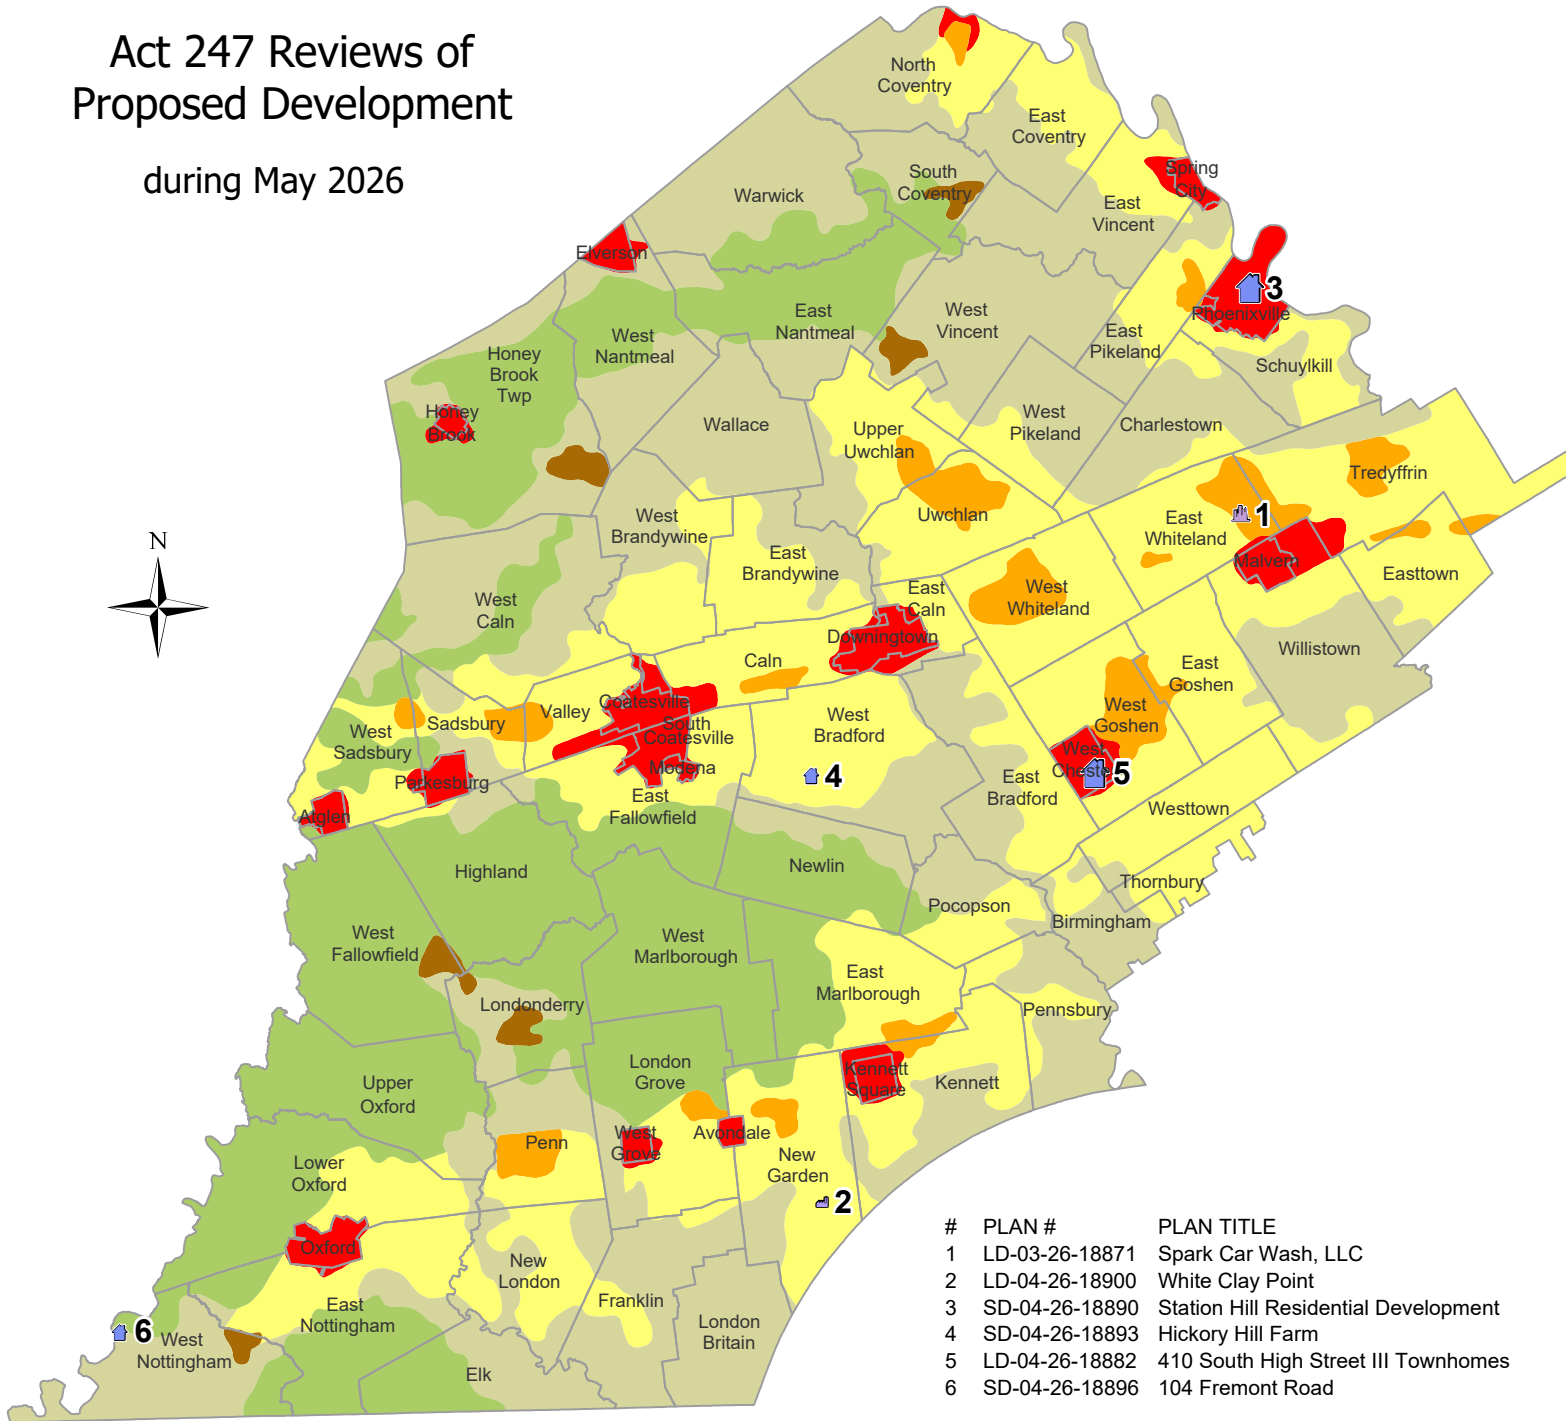 Act 247 Reviews of
Proposed Development
during May 2026
North
Coventry
East
Coventry
Spring
City
South
Coventry
Warwick
East
Vincent
Elverson
3
Phoenixville
East
Nantmeal
West
Vincent
West
Nantmeal
East
Pikeland
Honey
Brook
Twp
Schuylkill
Honey
Brook
Wallace
Upper
Uwchlan
West
Pikeland
Charlestown
Tredyffrin
West
Brandywine
Uwchlan
East
Whiteland
1
N
East
Brandywine
Malvern
Easttown
West
Caln
East
Caln
West
Whiteland
Downingtown
Willistown
Caln
East
Goshen
Coatesville
Valley
Sadsbury
West
Sadsbury
South
Coatesville
West
Bradford
West
Goshen
Modena
4
West
Chester
5
Parkesburg
East
Fallowfield
East
Bradford
Westtown
Atglen
Highland
Newlin
Thornbury
Pocopson
Birmingham
West
Fallowfield
West
Marlborough
East
Marlborough
Londonderry
Pennsbury
London
Grove
Kennett
Square
Kennett
Upper
Oxford
Penn
West
Grove
Avondale
New
Garden
Lower
Oxford
2
Oxford
New
London
Franklin
London
Britain
East
Nottingham
6
West
Nottingham
Elk
# PLAN # PLAN TITLE
1 LD-03-26-18871 Spark Car Wash, LLC
2 LD-04-26-18900 White Clay Point
3 SD-04-26-18890 Station Hill Residential Development
4 SD-04-26-18893 Hickory Hill Farm
5 LD-04-26-18882 410 South High Street III Townhomes
6 SD-04-26-18896 104 Fremont Road